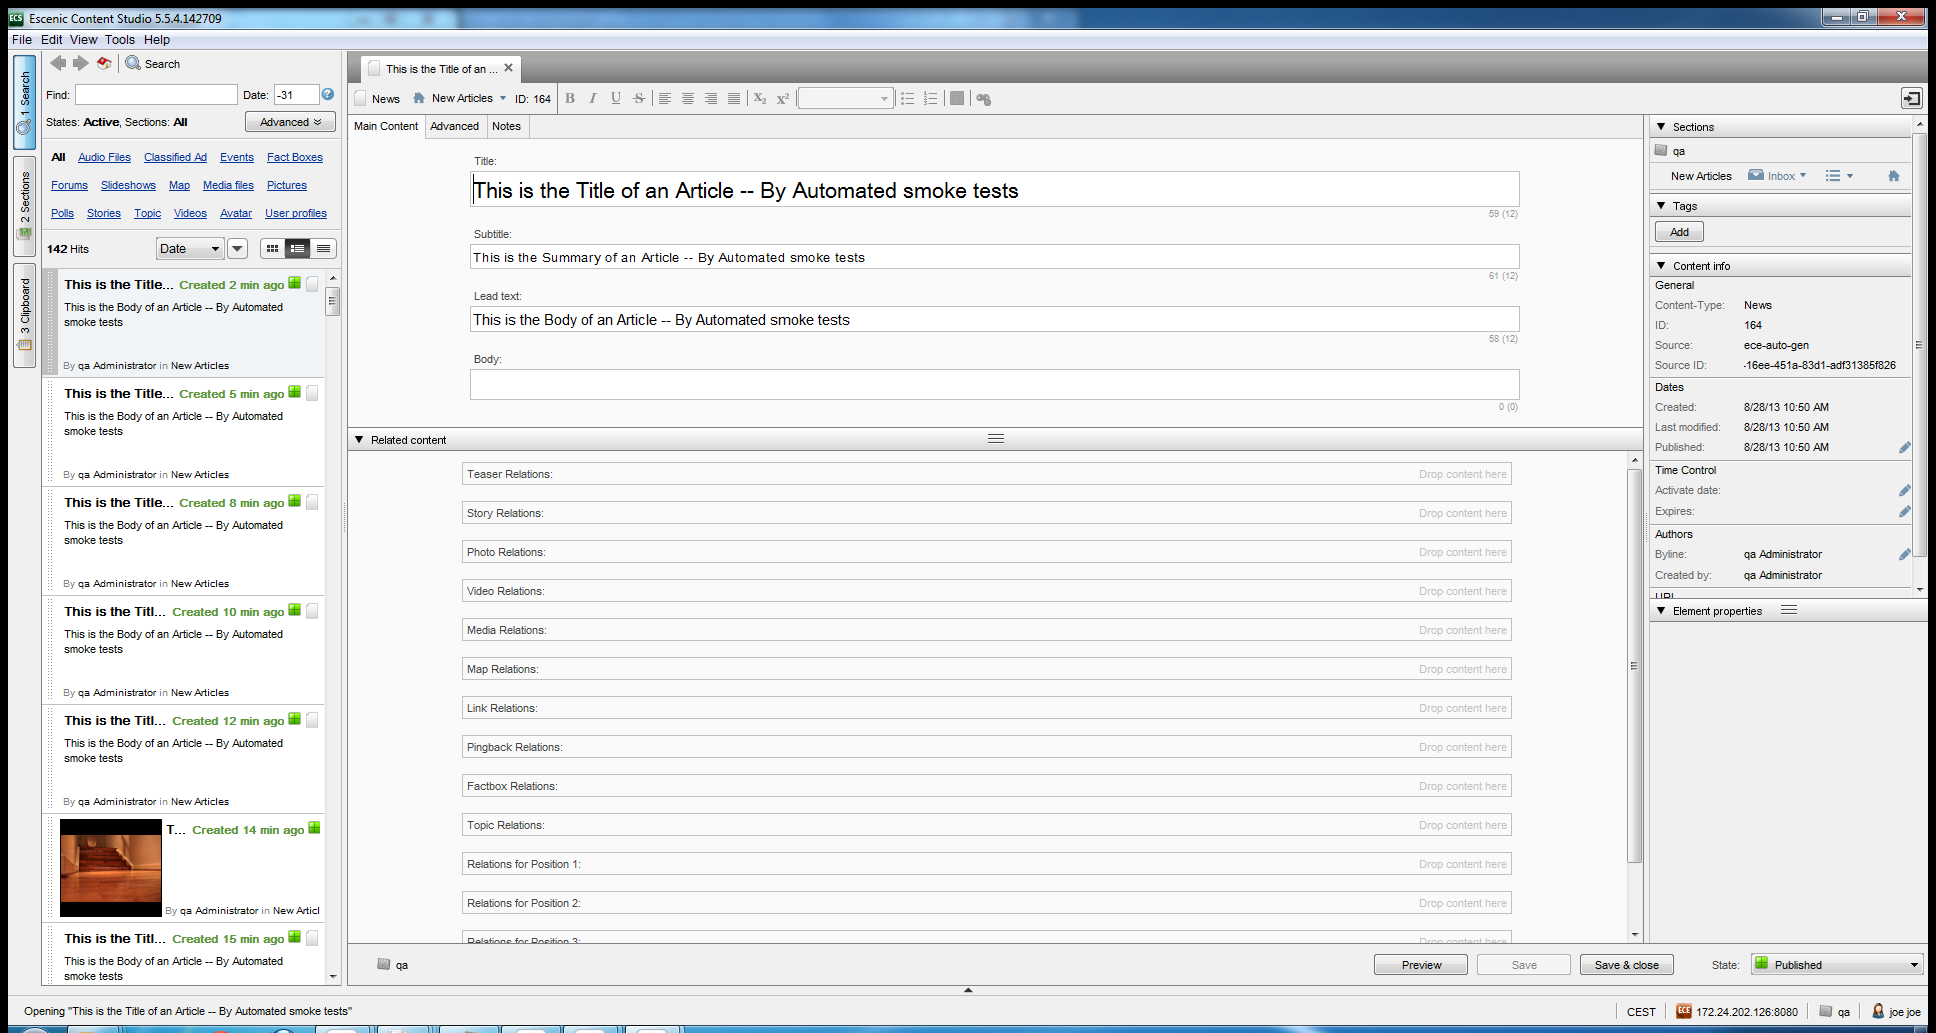 Escenic Content Studio 5.5.4.142709
File Edit View Tools Help
1 Search
2 Sections
3 Clipboard
Search
Find: Date: -31
States: Active, Sections: All Advanced
All Audio Files Classified Ad Events Fact Boxes
Forums Slideshows Map Media files Pictures
Polls Stories Topic Videos Avatar User profiles
142 Hits Date
This is the Title... Created 2 min ago
This is the Body of an Article -- By Automated
smoke tests
By qa Administrator in New Articles
This is the Title... Created 5 min ago
This is the Body of an Article -- By Automated
smoke tests
By qa Administrator in New Articles
This is the Title... Created 8 min ago
This is the Body of an Article -- By Automated
smoke tests
By qa Administrator in New Articles
This is the Titl... Created 10 min ago
This is the Body of an Article -- By Automated
smoke tests
By qa Administrator in New Articles
This is the Titl... Created 12 min ago
This is the Body of an Article -- By Automated
smoke tests
By qa Administrator in New Articles
T... Created 14 min ago
By qa Administrator in New Articl
This is the Titl... Created 15 min ago
This is the Body of an Article -- By Automated
smoke tests
This is the Title of an ...
News New Articles ID: 164 B I U S X2 X2
Main Content Advanced Notes
Title:
This is the Title of an Article -- By Automated smoke tests
59 (12)
Subtitle:
This is the Summary of an Article -- By Automated smoke tests
61 (12)
Lead text:
This is the Body of an Article -- By Automated smoke tests
58 (12)
Body:
0 (0)
Related content
Teaser Relations: Drop content here
Story Relations: Drop content here
Photo Relations: Drop content here
Video Relations: Drop content here
Media Relations: Drop content here
Map Relations: Drop content here
Link Relations: Drop content here
Pingback Relations: Drop content here
Factbox Relations: Drop content here
Topic Relations: Drop content here
Relations for Position 1: Drop content here
Relations for Position 2: Drop content here
Relations for Position 3: Drop content here
qa Preview Save Save & close State: Published
Sections
qa
New Articles Inbox
Tags
Add
Content info
General
Content-Type: News
ID: 164
Source: ece-auto-gen
Source ID: -16ee-451a-83d1-adf31385f826
Dates
Created: 8/28/13 10:50 AM
Last modified: 8/28/13 10:50 AM
Published: 8/28/13 10:50 AM
Time Control
Activate date:
Expires:
Authors
Byline: qa Administrator
Created by: qa Administrator
URL
Element properties
Opening "This is the Title of an Article -- By Automated smoke tests"
CEST ECE 172.24.202.126:8080 qa joe joe